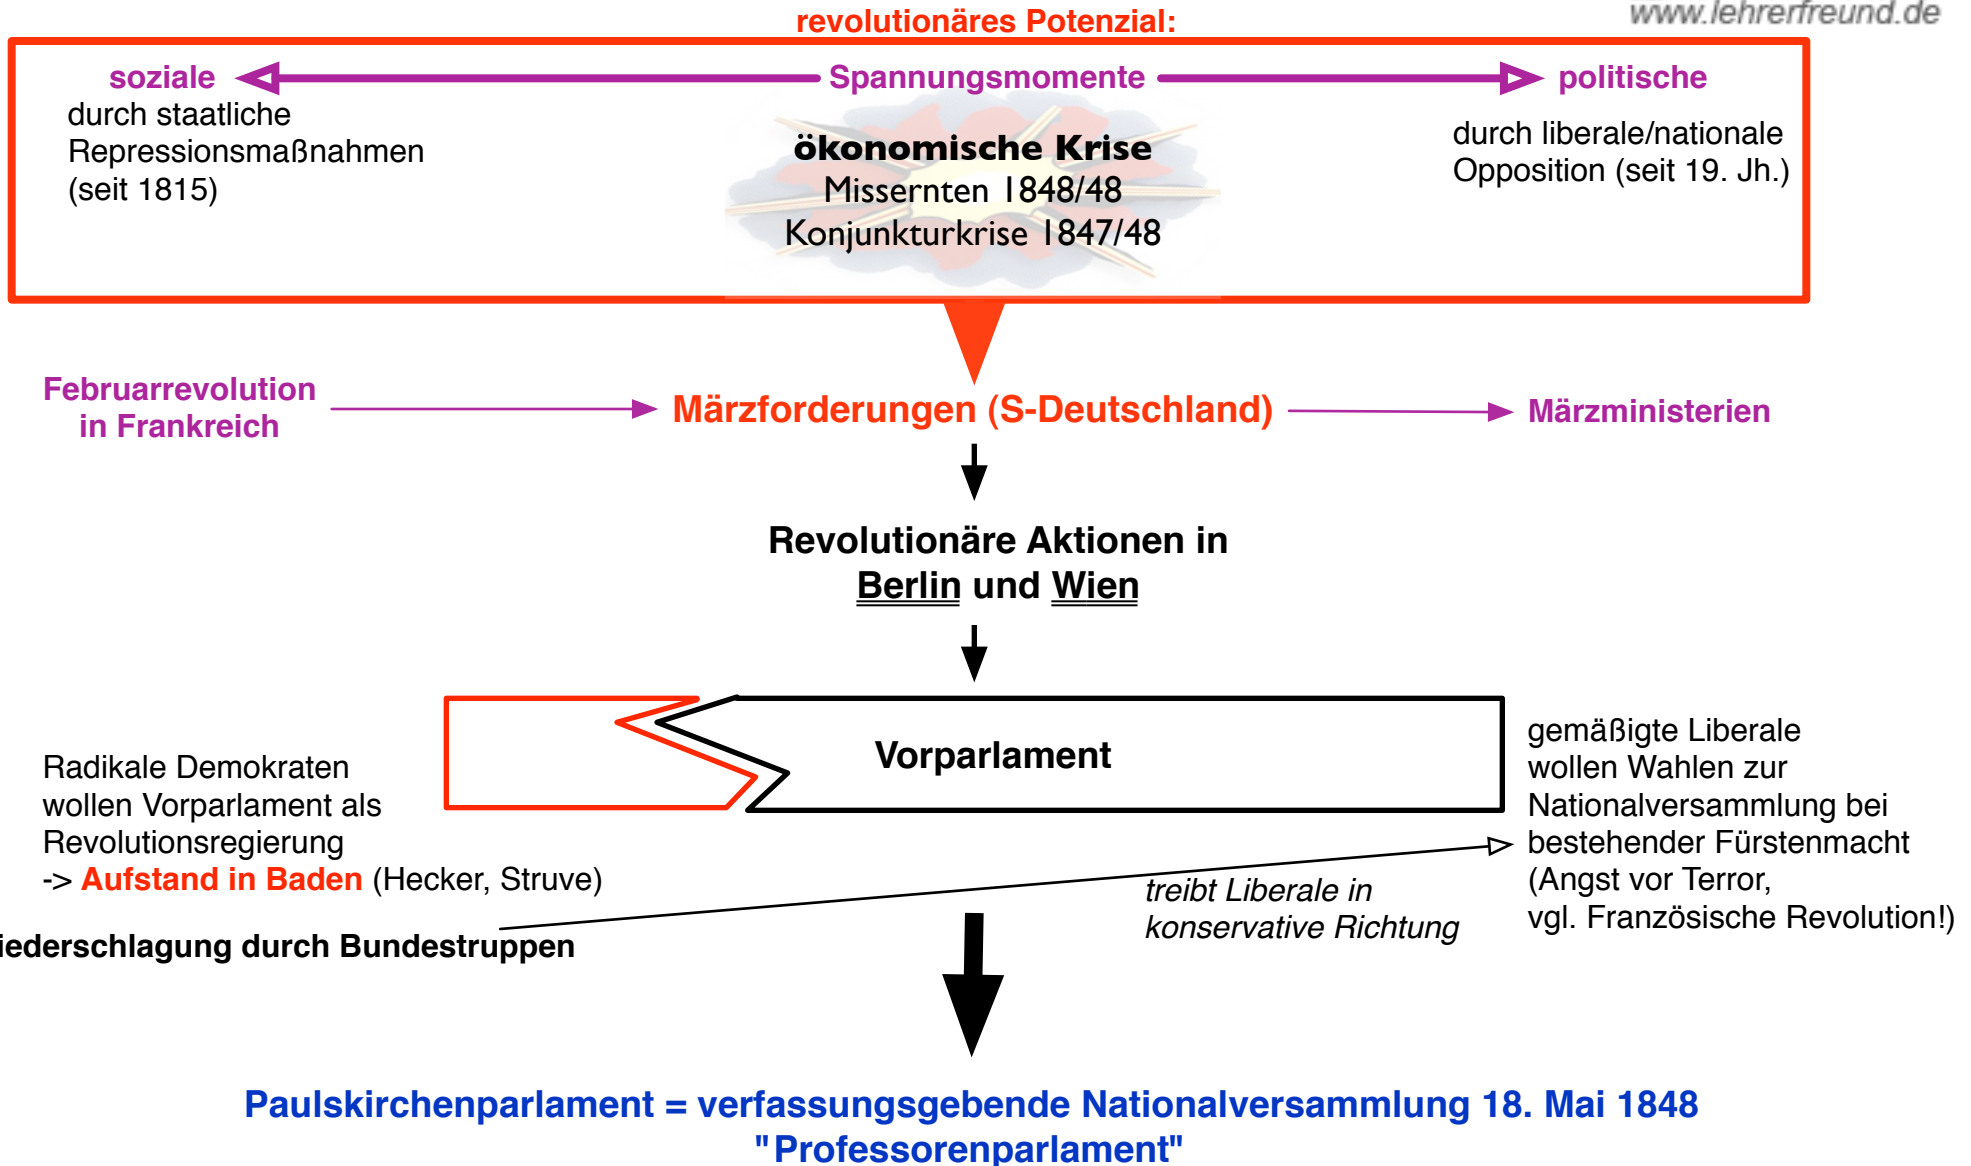 revolutionäres Potenzial:
www.lehrerfreund.de
soziale
Spannungsmomente
politische
durch staatliche
Repressionsmaßnahmen
(seit 1815)
ökonomische Krise
Missernten 1848/48
Konjunkturkrise 1847/48
durch liberale/nationale
Opposition (seit 19. Jh.)
Februarrevolution
in Frankreich
Märzforderungen (S-Deutschland)
Märzministerien
Revolutionäre Aktionen in
Berlin und Wien
Vorparlament
Radikale Demokraten
wollen Vorparlament als
Revolutionsregierung
-> Aufstand in Baden (Hecker, Struve)
iederschlagung durch Bundestruppen
gemäßigte Liberale
wollen Wahlen zur
Nationalversammlung bei
bestehender Fürstenmacht
(Angst vor Terror,
vgl. Französische Revolution!)
treibt Liberale in
konservative Richtung
Paulskirchenparlament = verfassungsgebende Nationalversammlung 18. Mai 1848
"Professorenparlament"